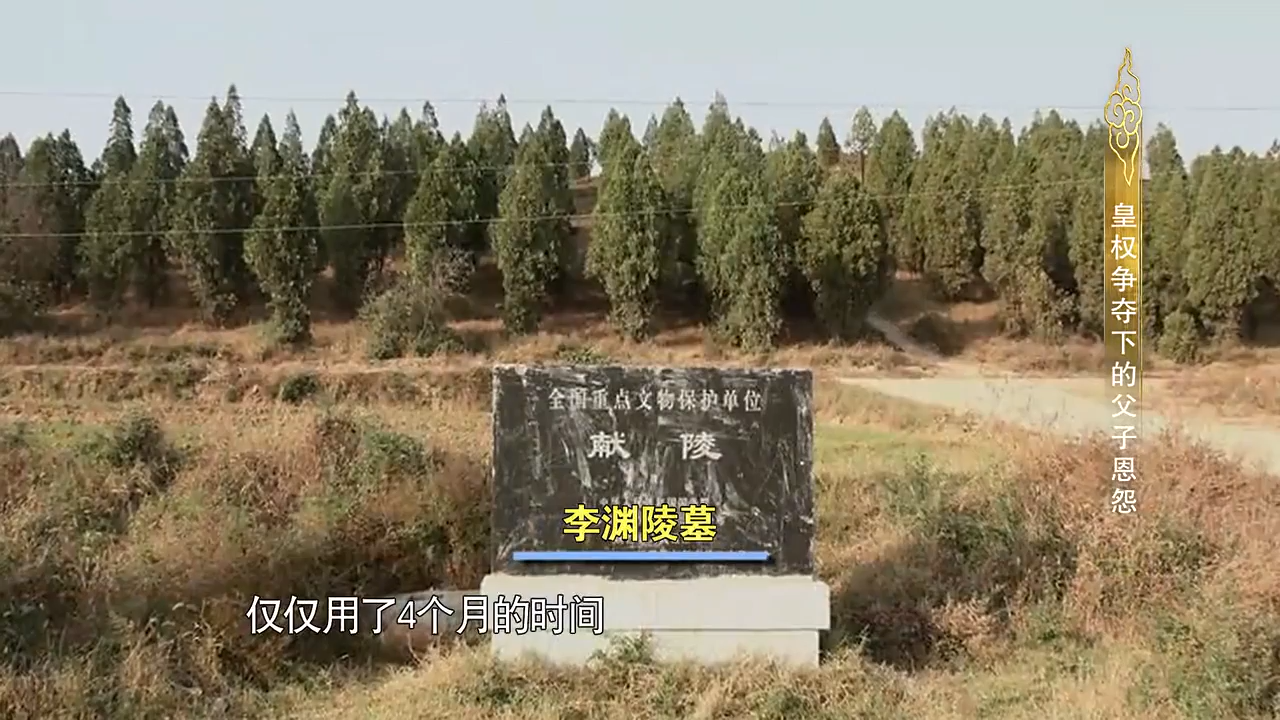 全国重点文物保护单位
献陵
李渊陵墓
仅仅用了4个月的时间
皇权争夺下的父子恩怨